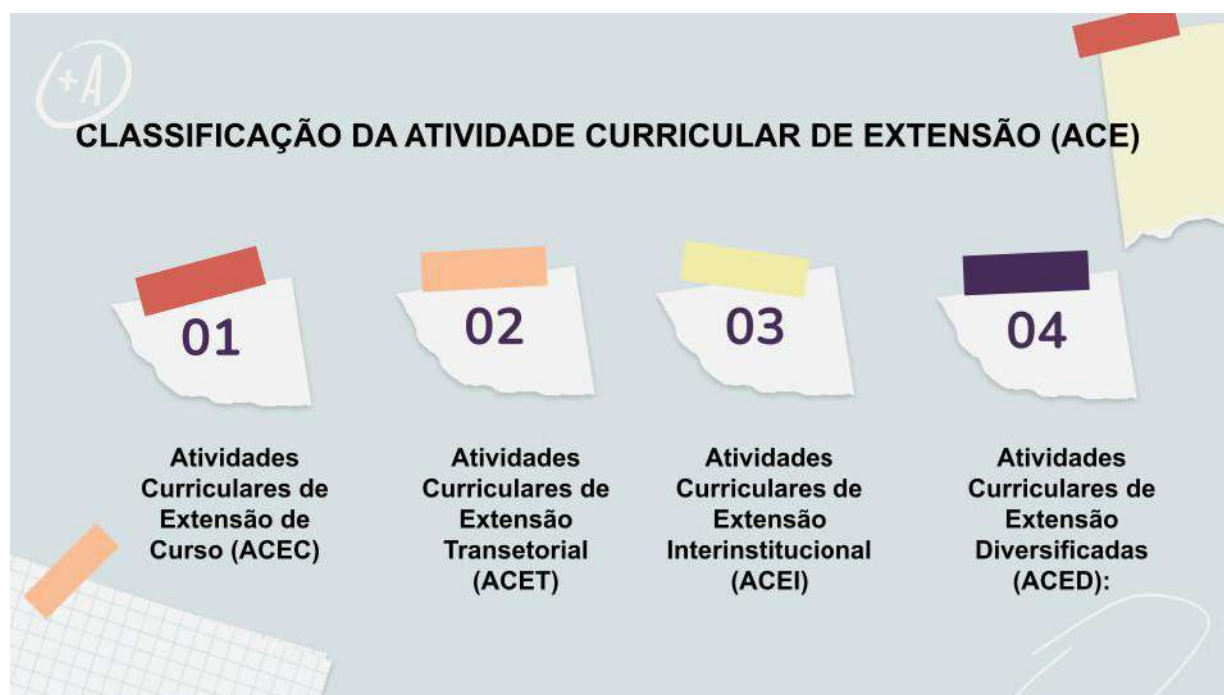 +A
CLASSIFICAÇÃO DA ATIVIDADE CURRICULAR DE EXTENSÃO (ACE)
01
Atividades
Curriculares de
Extensão de
Curso (ACEC)
02
Atividades
Curriculares de
Extensão
Transetorial
(ACET)
03
Atividades
Curriculares de
Extensão
Interinstitucional
(ACEI)
04
Atividades
Curriculares de
Extensão
Diversificadas
(ACED):